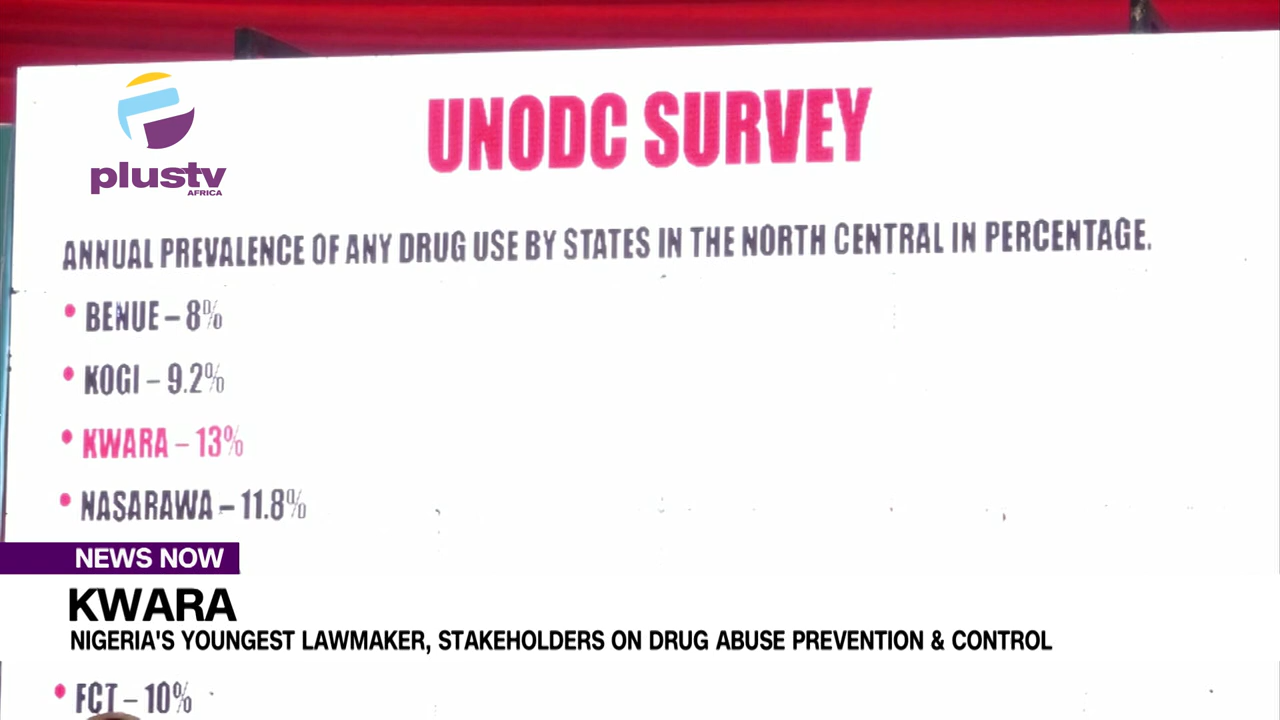 plustv
AFRICA
UNODC SURVEY
ANNUAL PREVALENCE OF ANY DRUG USE BY STATES IN THE NORTH CENTRAL IN PERCENTAGE.
• BENUE – 8%
• KOGI – 9.2%
• KWARA – 13%
• NASARAWA – 11.8%
NEWS NOW
KWARA
NIGERIA'S YOUNGEST LAWMAKER, STAKEHOLDERS ON DRUG ABUSE PREVENTION & CONTROL
• FCT – 10%